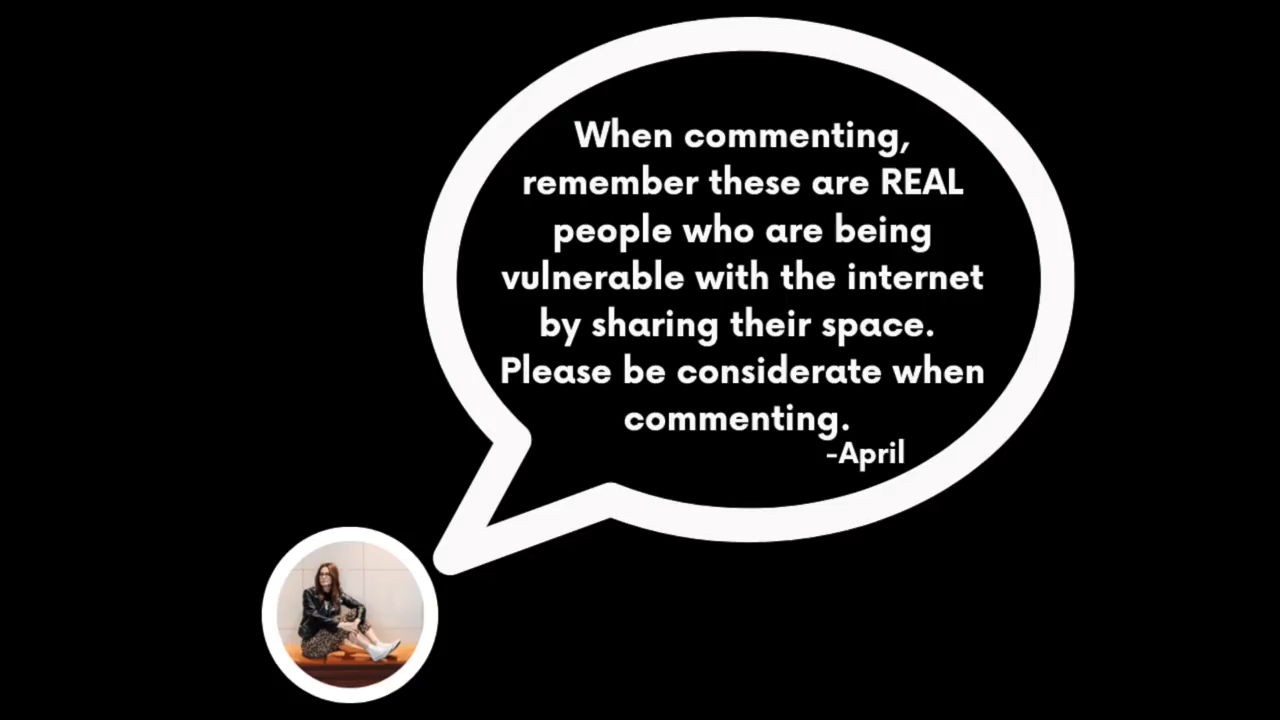 When commenting,
remember these are REAL
people who are being
vulnerable with the internet
by sharing their space.
Please be considerate when
commenting.
-April